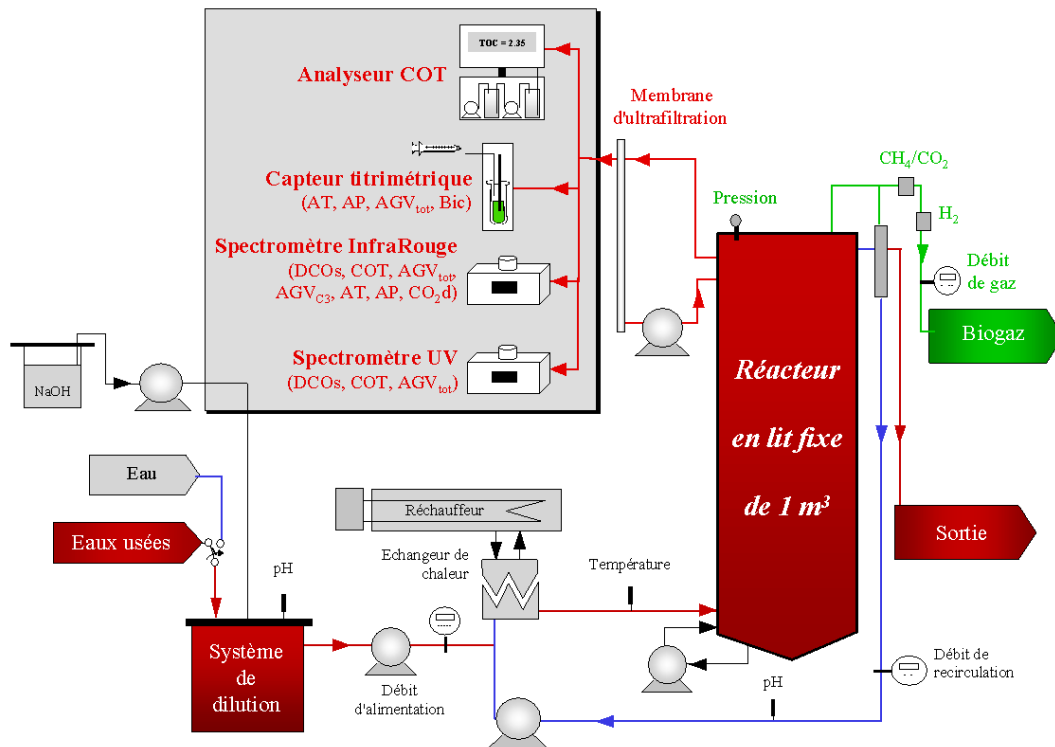 TOC = 2.35
Analyseur COT
Membrane
d'ultrafiltration
CH4/CO2
Capteur titrimétrique
(AT, AP, AGVtot, Bic)
Pression
H2
Spectromètre InfraRouge
(DCOs, COT, AGVtot,
AGVC3, AT, AP, CO2d)
Débit
de gaz
Biogaz
Spectromètre UV
(DCOs, COT, AGVtot)
NaOH
Réacteur
en lit fixe
de 1 m³
Eau
Réchauffeur
Eaux usées
Sortie
Echangeur de
chaleur
Température
pH
Système
de
dilution
Débit
d'alimentation
pH
Débit de
recirculation